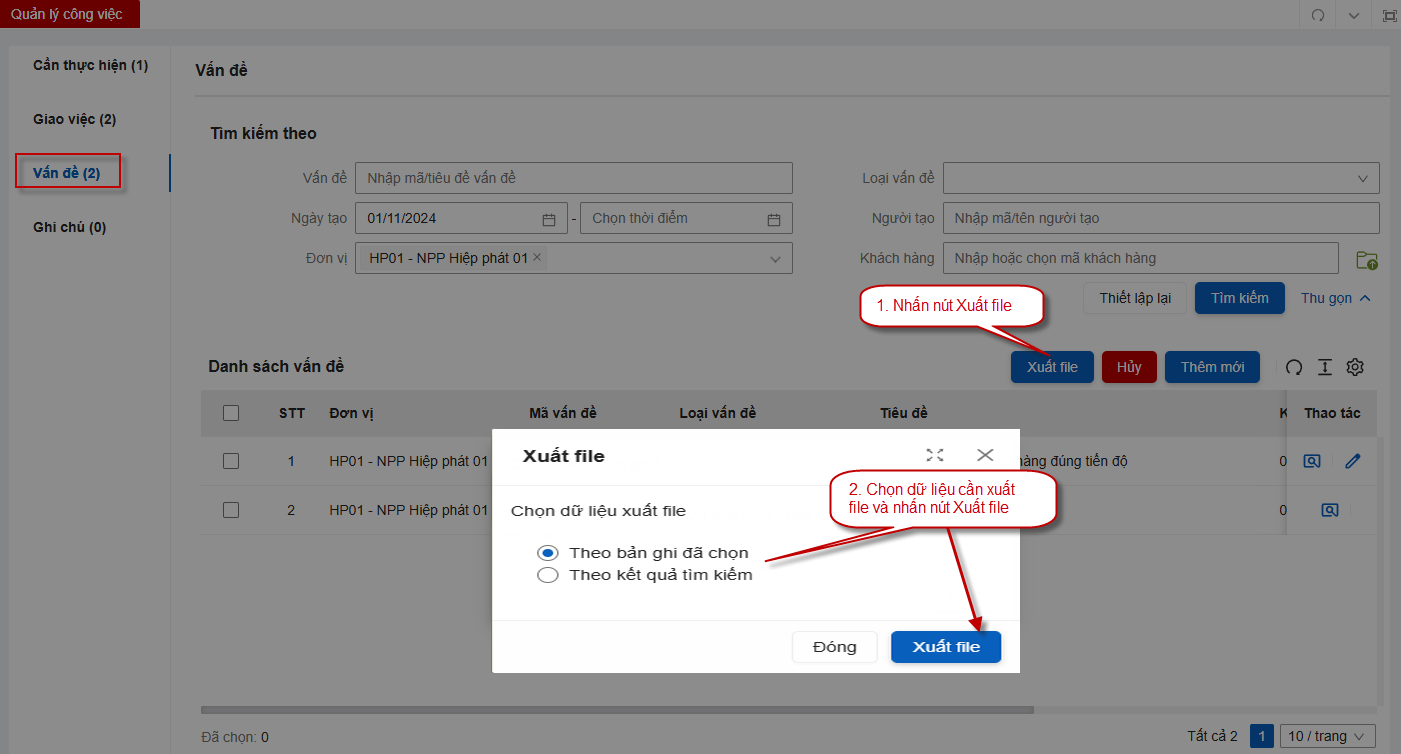 Quản lý công việc
Cần thực hiện (1)
Giao việc (2)
Vấn đề (2)
Ghi chú (0)
Vấn đề
Tìm kiếm theo
Vấn đề Nhập mã/tiêu đề vấn đề Loại vấn đề
Ngày tạo 01/11/2024 - Chọn thời điểm Người tạo Nhập mã/tên người tạo
Đơn vị HP01 - NPP Hiệp phát 01 Khách hàng Nhập hoặc chọn mã khách hàng
Thiết lập lại Tìm kiếm Thu gọn
1. Nhấn nút Xuất file
Danh sách vấn đề Xuất file Hủy Thêm mới
STT Đơn vị Mã vấn đề Loại vấn đề Tiêu đề Thao tác
1 HP01 - NPP Hiệp phát 01 đúng tiến độ 0
2 HP01 - NPP Hiệp phát 01 0
Xuất file
2. Chọn dữ liệu cần xuất
file và nhấn nút Xuất file
Chọn dữ liệu xuất file
Theo bản ghi đã chọn
Theo kết quả tìm kiếm
Đóng Xuất file
Đã chọn: 0 Tất cả 2 1 10 / trang